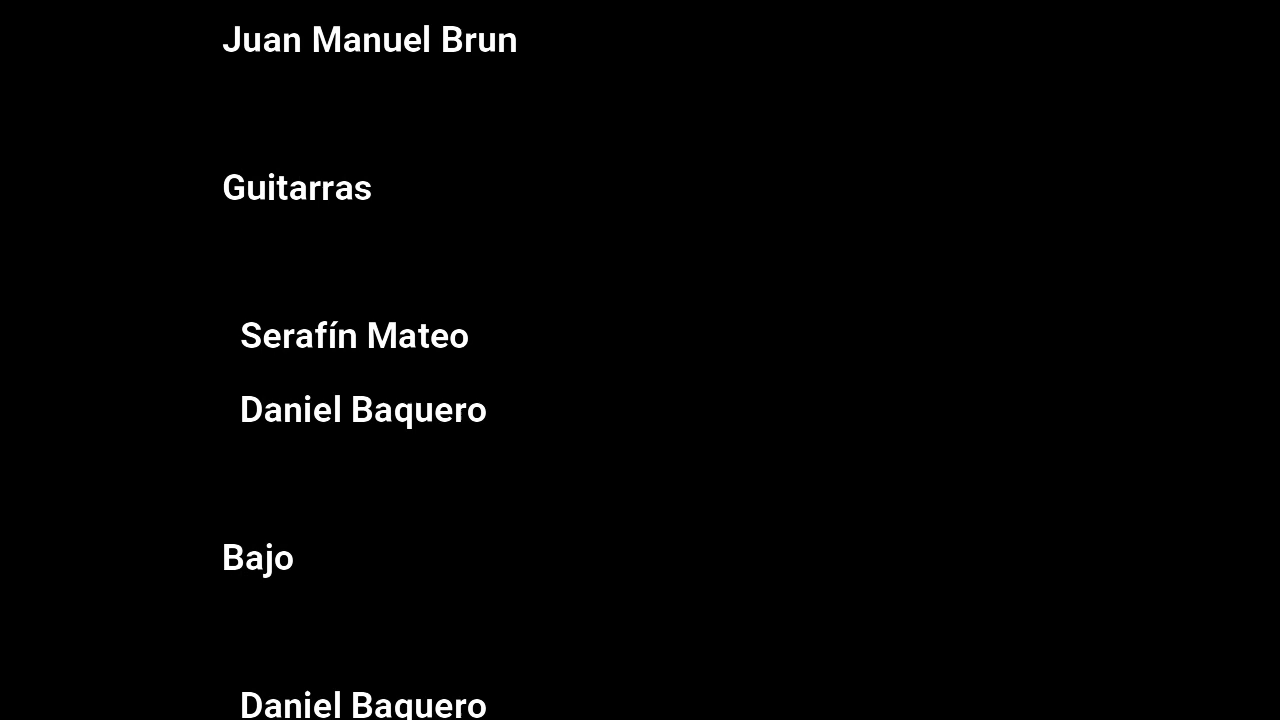 Juan Manuel Brun
Guitarras
Serafín Mateo
Daniel Baquero
Bajo
Daniel Baquero